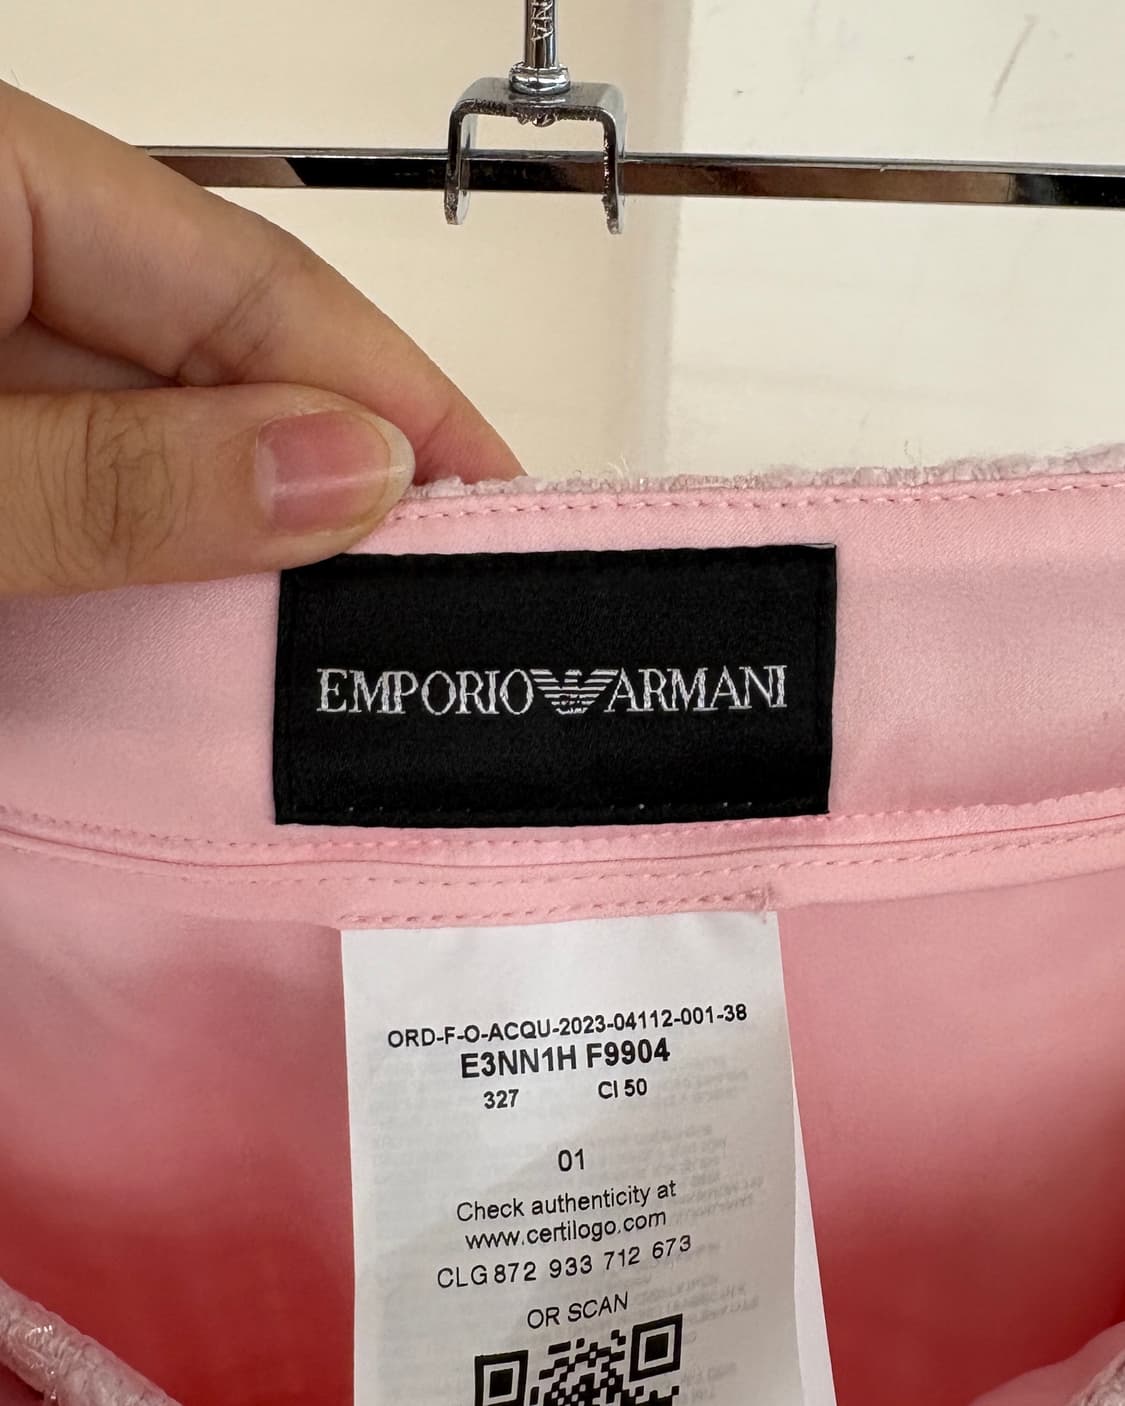 EMPORIO ARMANI
ORD-F-O-ACQU-2023-04112-001-38
E3NN1H F9904
327 CI 50
01
Check authenticity at
www.certilogo.com
CLG 872 933 712 673
OR SCAN